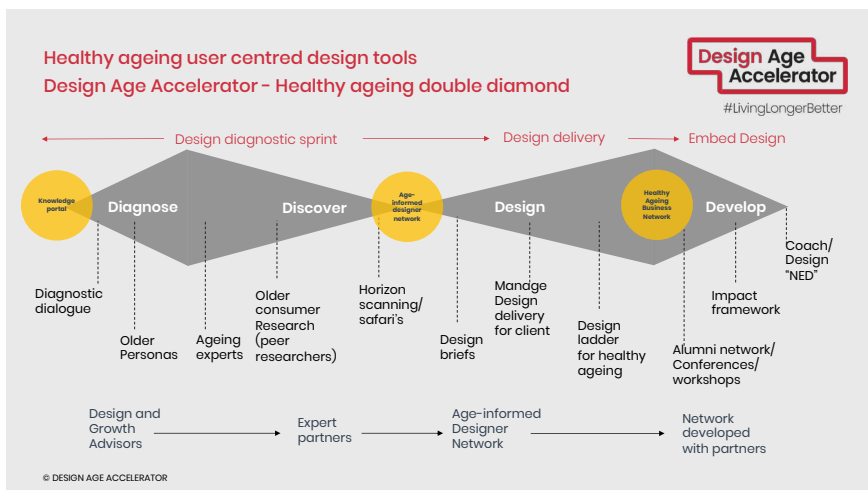 Healthy ageing user centred design tools
Design Age Accelerator - Healthy ageing double diamond
Design Age
Accelerator
#LivingLongerBetter
Design diagnostic sprint
Design delivery
Embed Design
Knowledge
portal
Diagnose
Discover
Age-
informed
designer
network
Design
Healthy
Ageing
Business
Network
Develop
Diagnostic
dialogue
Older
Personas
Ageing
experts
Older
consumer
Research
(peer
researchers)
Horizon
scanning/
safari's
Design
briefs
Manage
Design
delivery
for client
Design
ladder
for healthy
ageing
Alumni network/
Conferences/
workshops
Impact
framework
Coach/
Design
"NED"
Design and
Growth
Advisors
Expert
partners
Age-informed
Designer
Network
Network
developed
with partners
© DESIGN AGE ACCELERATOR